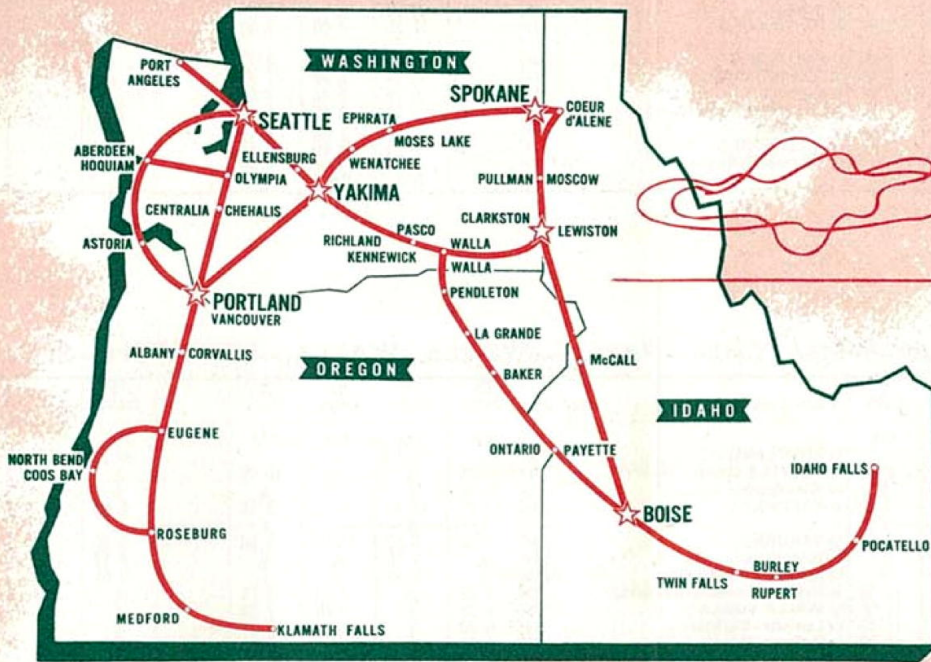 WASHINGTON
PORT
ANGELES
SEATTLE
SPOKANE
COEUR
d'ALENE
EPHRATA
MOSES LAKE
WENATCHEE
ELLENSBURG
YAKIMA
ABERDEEN
HOQUIAM
OLYMPIA
PULLMAN
MOSCOW
CENTRALIA
CHEHALIS
CLARKSTON
LEWISTON
ASTORIA
PASCO
RICHLAND
KENNEWICK
WALLA
WALLA
PORTLAND
VANCOUVER
PENDLETON
LA GRANDE
ALBANY
CORVALLIS
OREGON
BAKER
McCALL
IDAHO
EUGENE
NORTH BEND
COOS BAY
ONTARIO
PAYETTE
IDAHO FALLS
ROSEBURG
BOISE
POCATELLO
TWIN FALLS
BURLEY
RUPERT
MEDFORD
KLAMATH FALLS